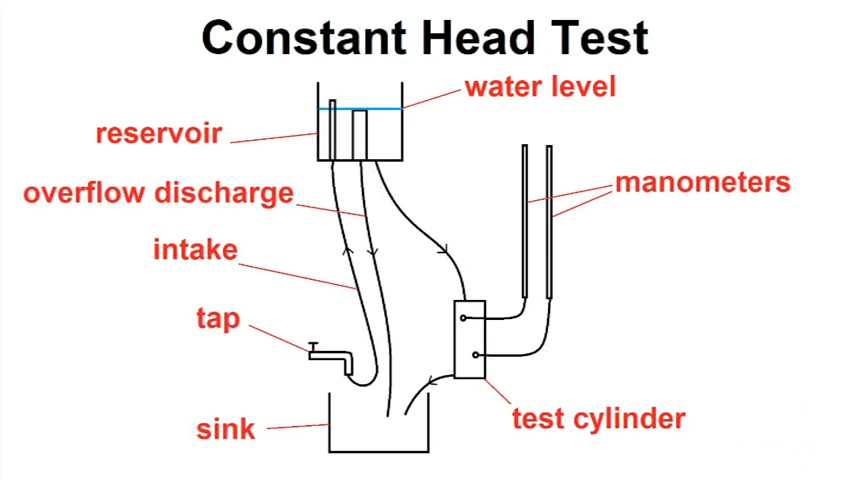 Constant Head Test
water level
reservoir
manometers
overflow discharge
intake
tap
test cylinder
sink